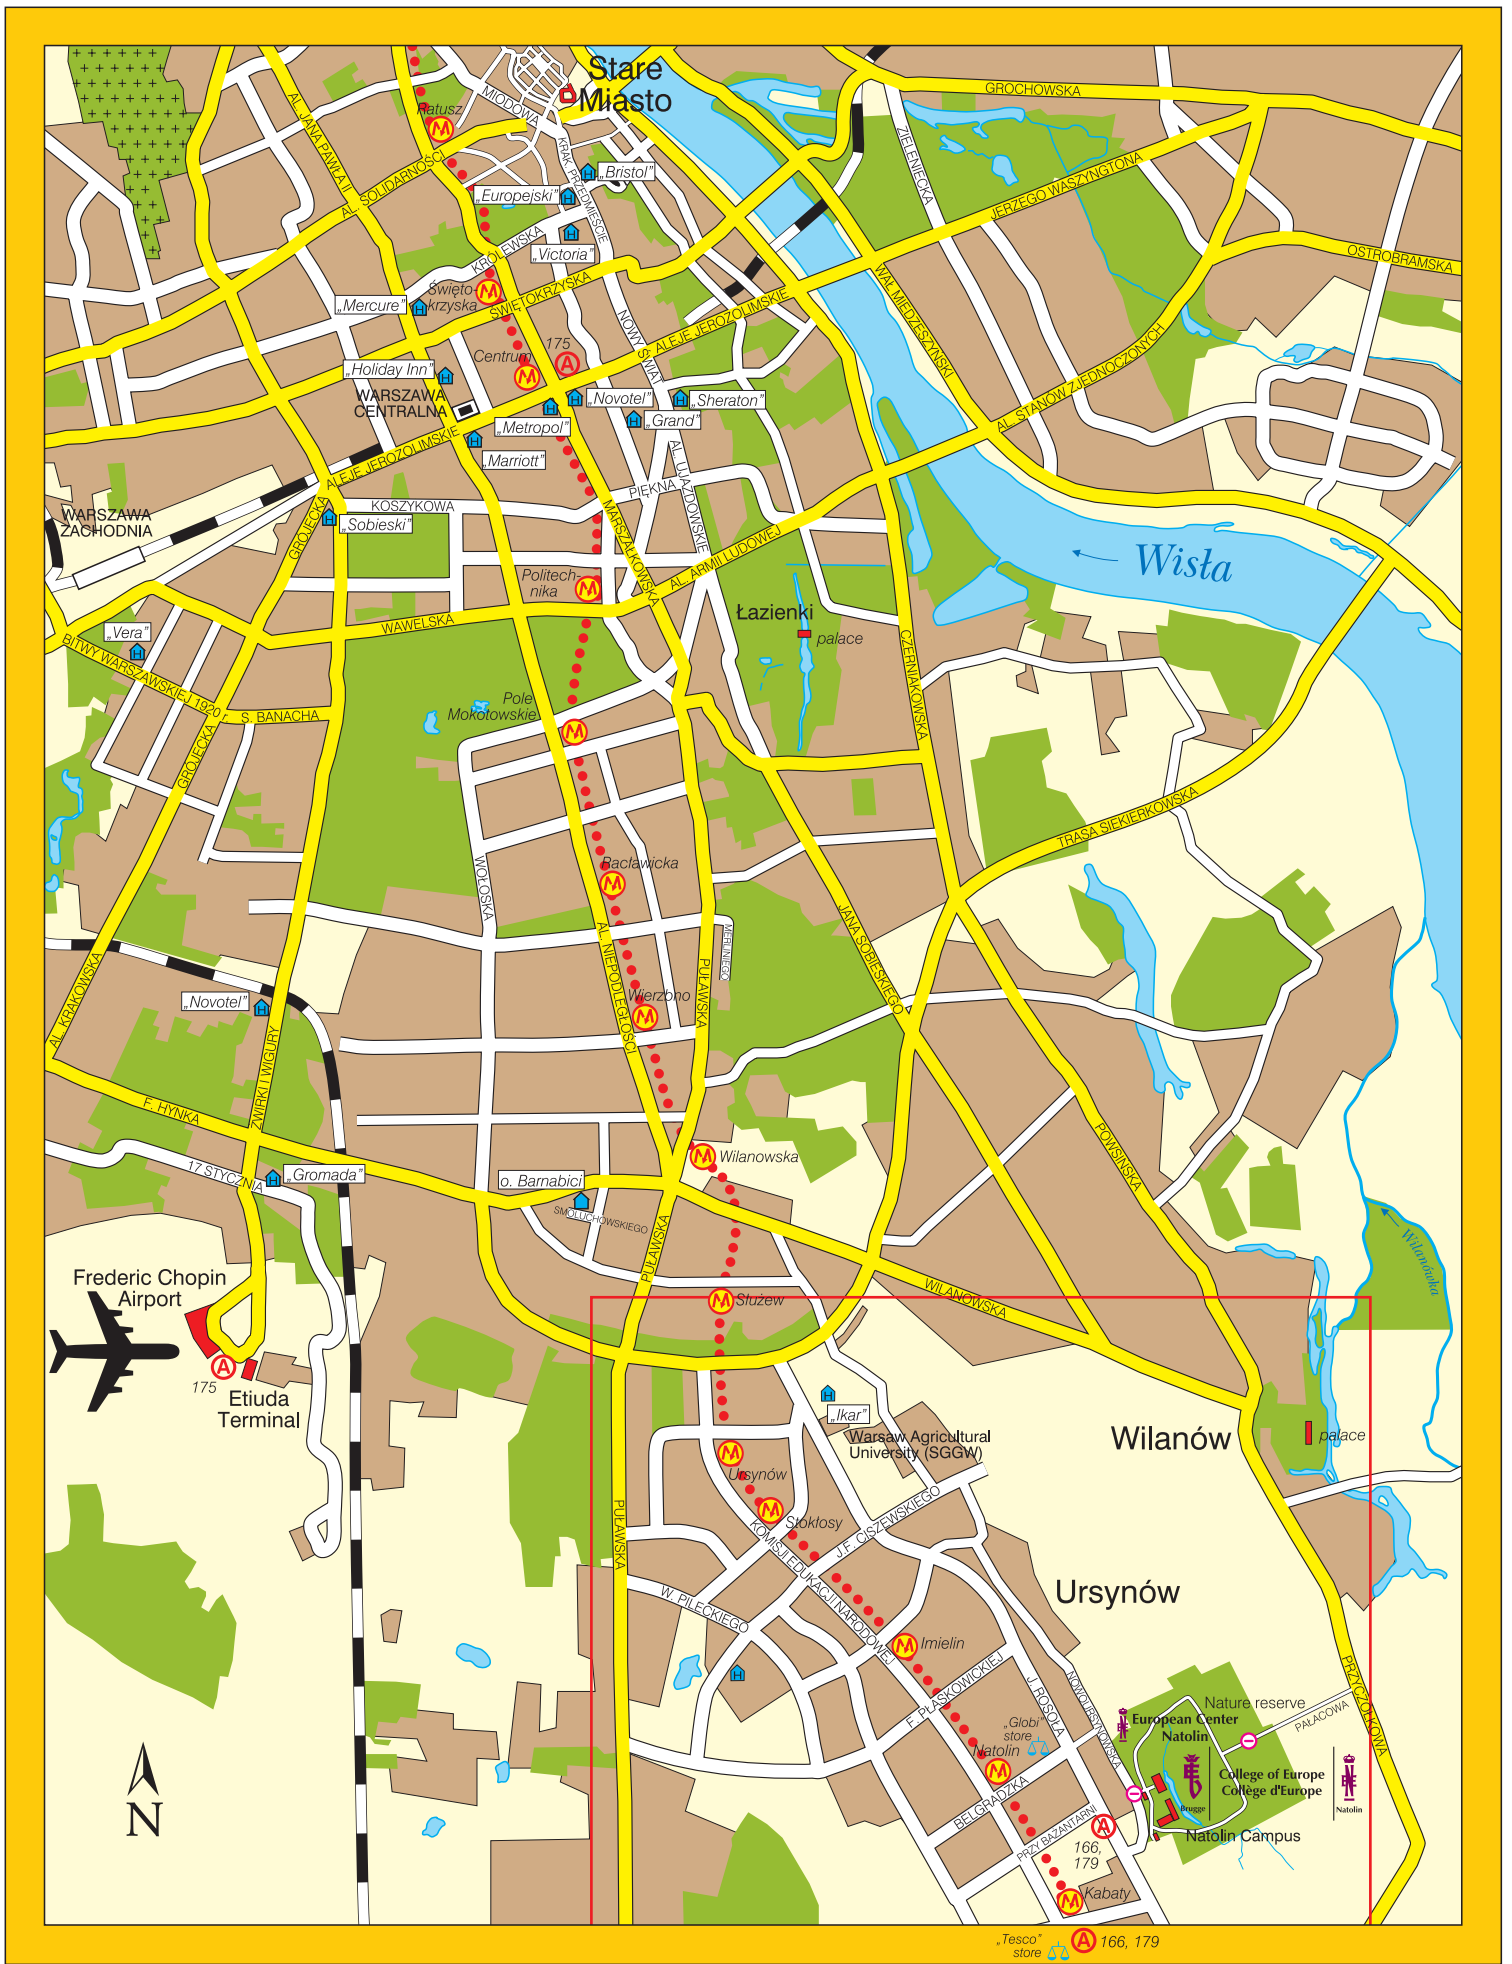 Stare
Miasto
GROCHOWSKA
MIODOWA
Ratusz
AL. JANA PAWŁA II
AL. SOLIDARNOŚCI
KRAK. PRZEDMIEŚCIE
ZIELENIECKA
„Bristol”
„Europejski”
JERZEGO WASZYNGTONA
KRÓLEWSKA
„Victoria”
OSTROBRAMSKA
Święto-
krzyska
„Mercure”
ŚWIĘTOKRZYSKA
WAŁ MIEDZESZYŃSKI
NOWY ŚWIAT
ALEJE JEROZOLIMSKIE
175
Centrum
„Holiday Inn”
WARSZAWA
CENTRALNA
„Novotel”
„Sheraton”
„Grand”
„Metropol”
„Marriott”
AL. STANÓW ZJEDNOCZONYCH
ALEJE JEROZOLIMSKIE
AL. UJAZDOWSKIE
PIĘKNA
KOSZYKOWA
„Sobieski”
GRÓJECKA
WARSZAWA
ZACHODNIA
MARSZAŁKOWSKA
AL. ARMII LUDOWEJ
Wisła
Politech-
nika
Łazienki
palace
WAWELSKA
„Vera”
BITWY WARSZAWSKIEJ 1920 r.
S. BANACHA
CZERNIAKOWSKA
Pole
Mokotowskie
GRÓJECKA
TRASA SIEKIERKOWSKA
Racławicka
WOŁOSKA
JANA SOBIESKIEGO
AL. NIEPODLEGŁOŚCI
MERLINIEGO
PUŁAWSKA
AL. KRAKOWSKA
„Novotel”
Wierzbno
ŻWIRKI I WIGURY
F. HYNKA
POWSIŃSKA
Wilanowska
17 STYCZNIA
„Gromada”
o. Barnabici
SMOLUCHOWSKIEGO
PUŁAWSKA
Wilanówka
Frederic Chopin
Airport
WILANOWSKA
Służew
175
Etiuda
Terminal
„Ikar”
Warsaw Agricultural
University (SGGW)
Wilanów
palace
Ursynów
PUŁAWSKA
Stokłosy
J.F. CISZEWSKIEGO
KOMISJI EDUKACJI NARODOWEJ
Ursynów
W. PILECKIEGO
Imielin
F. PŁASKOWICKIEJ
J. ROSOŁA
NOWOURSYNOWSKA
PRZYCZÓŁKOWA
Nature reserve
PAŁACOWA
European Center
Natolin
„Globi”
store
Natolin
College of Europe
Collège d'Europe
Brugge
Natolin
BELGRADZKA
PRZY BAŻANTARNI
166,
179
Natolin Campus
N
Kabaty
„Tesco”
store
166, 179